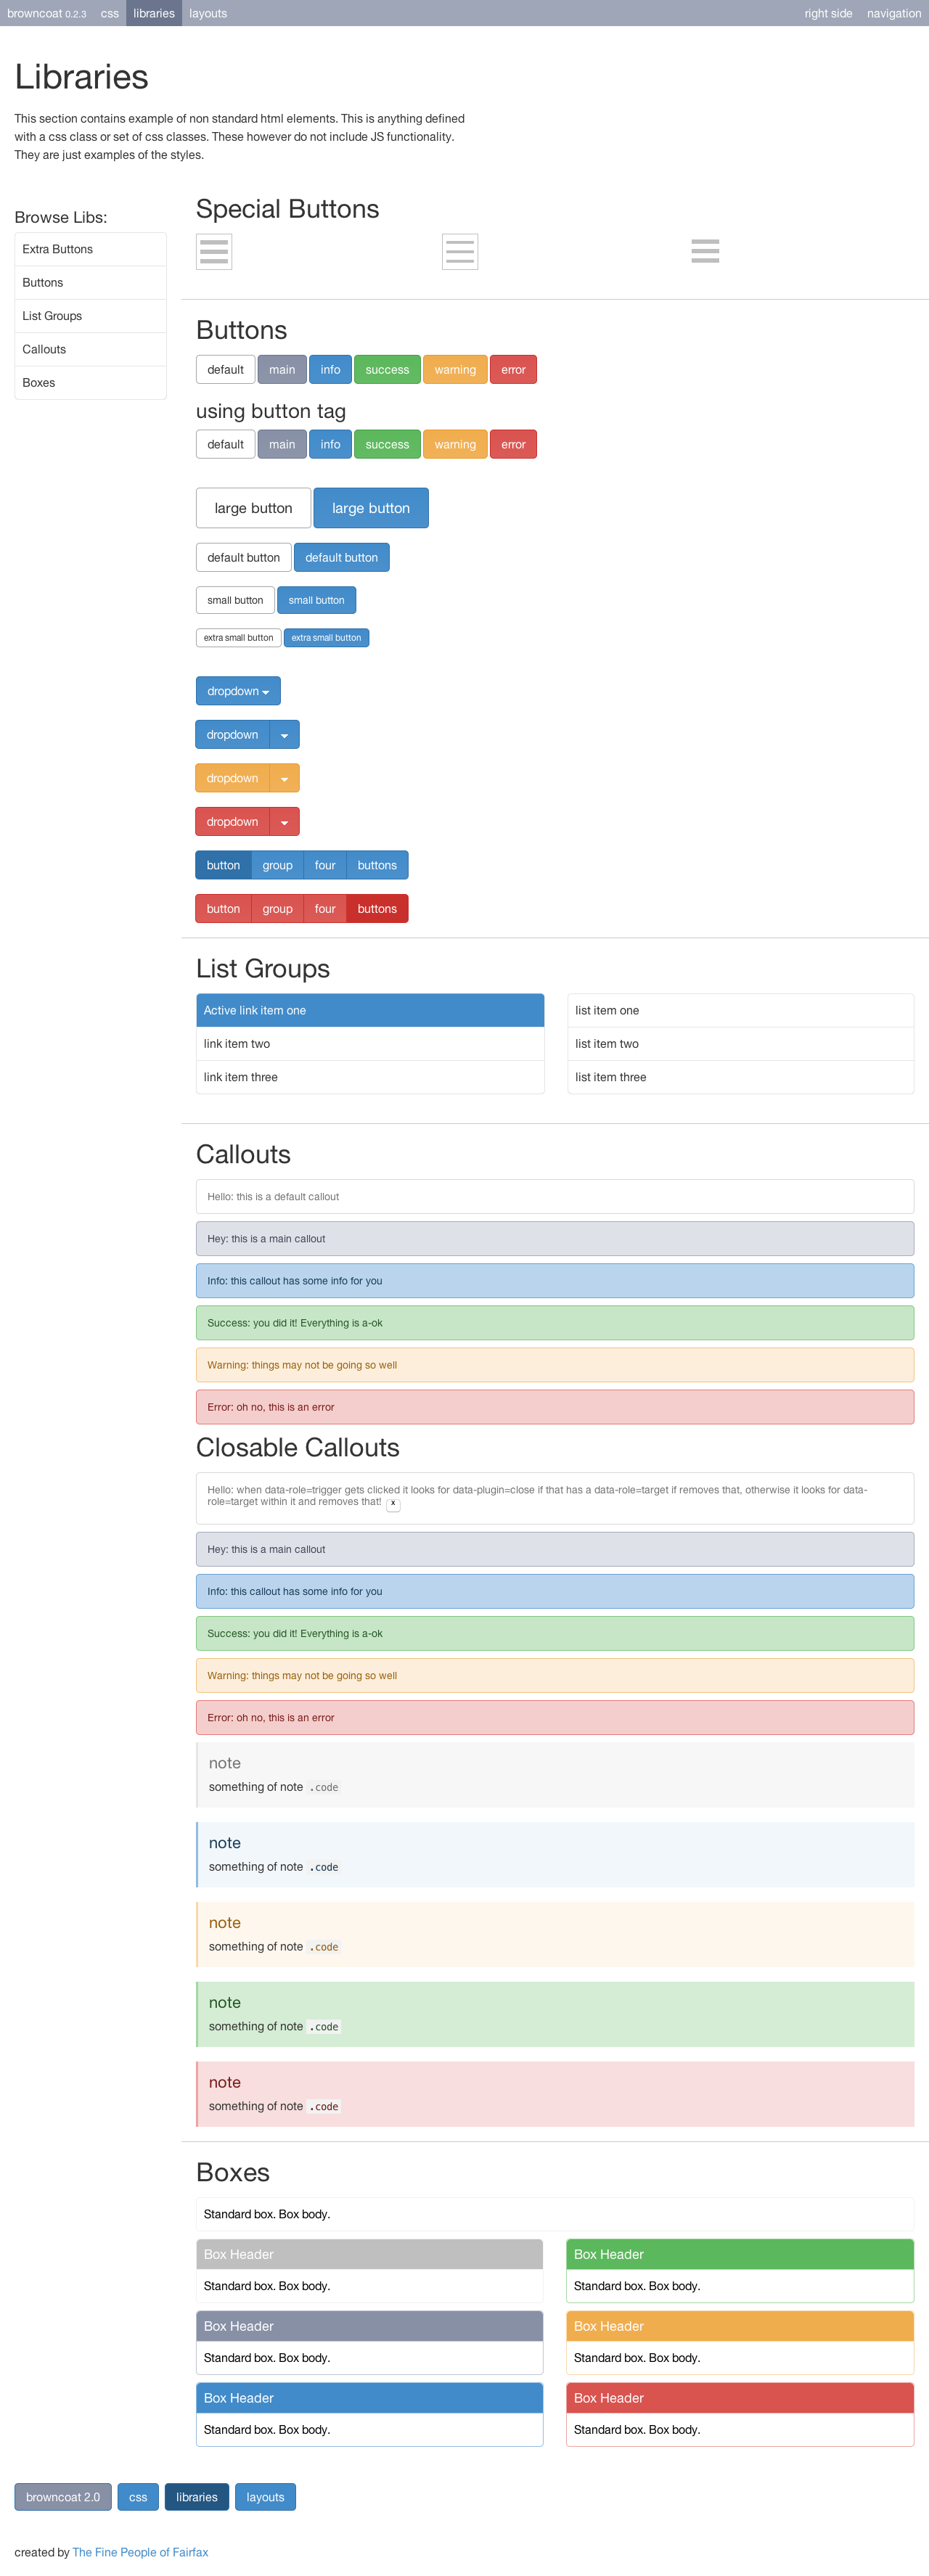 browncoat 0.2.3 css libraries layouts right side navigation
Libraries
This section contains example of non standard html elements. This is anything defined
with a css class or set of css classes. These however do not include JS functionality.
They are just examples of the styles.
Browse Libs:
Extra Buttons
Buttons
List Groups
Callouts
Boxes
Special Buttons
Buttons
default main info success warning error
using button tag
default main info success warning error
large button large button
default button default button
small button small button
extra small button extra small button
dropdown
dropdown
dropdown
dropdown
button group four buttons
button group four buttons
List Groups
Active link item one
link item two
link item three
list item one
list item two
list item three
Callouts
Hello: this is a default callout
Hey: this is a main callout
Info: this callout has some info for you
Success: you did it! Everything is a-ok
Warning: things may not be going so well
Error: oh no, this is an error
Closable Callouts
Hello: when data-role=trigger gets clicked it looks for data-plugin=close if that has a data-role=target if removes that, otherwise it looks for data-
role=target within it and removes that! x
Hey: this is a main callout
Info: this callout has some info for you
Success: you did it! Everything is a-ok
Warning: things may not be going so well
Error: oh no, this is an error
note
something of note .code
note
something of note .code
note
something of note .code
note
something of note .code
note
something of note .code
Boxes
Standard box. Box body.
Box Header
Standard box. Box body.
Box Header
Standard box. Box body.
Box Header
Standard box. Box body.
Box Header
Standard box. Box body.
Box Header
Standard box. Box body.
Box Header
Standard box. Box body.
browncoat 2.0 css libraries layouts
created by The Fine People of Fairfax